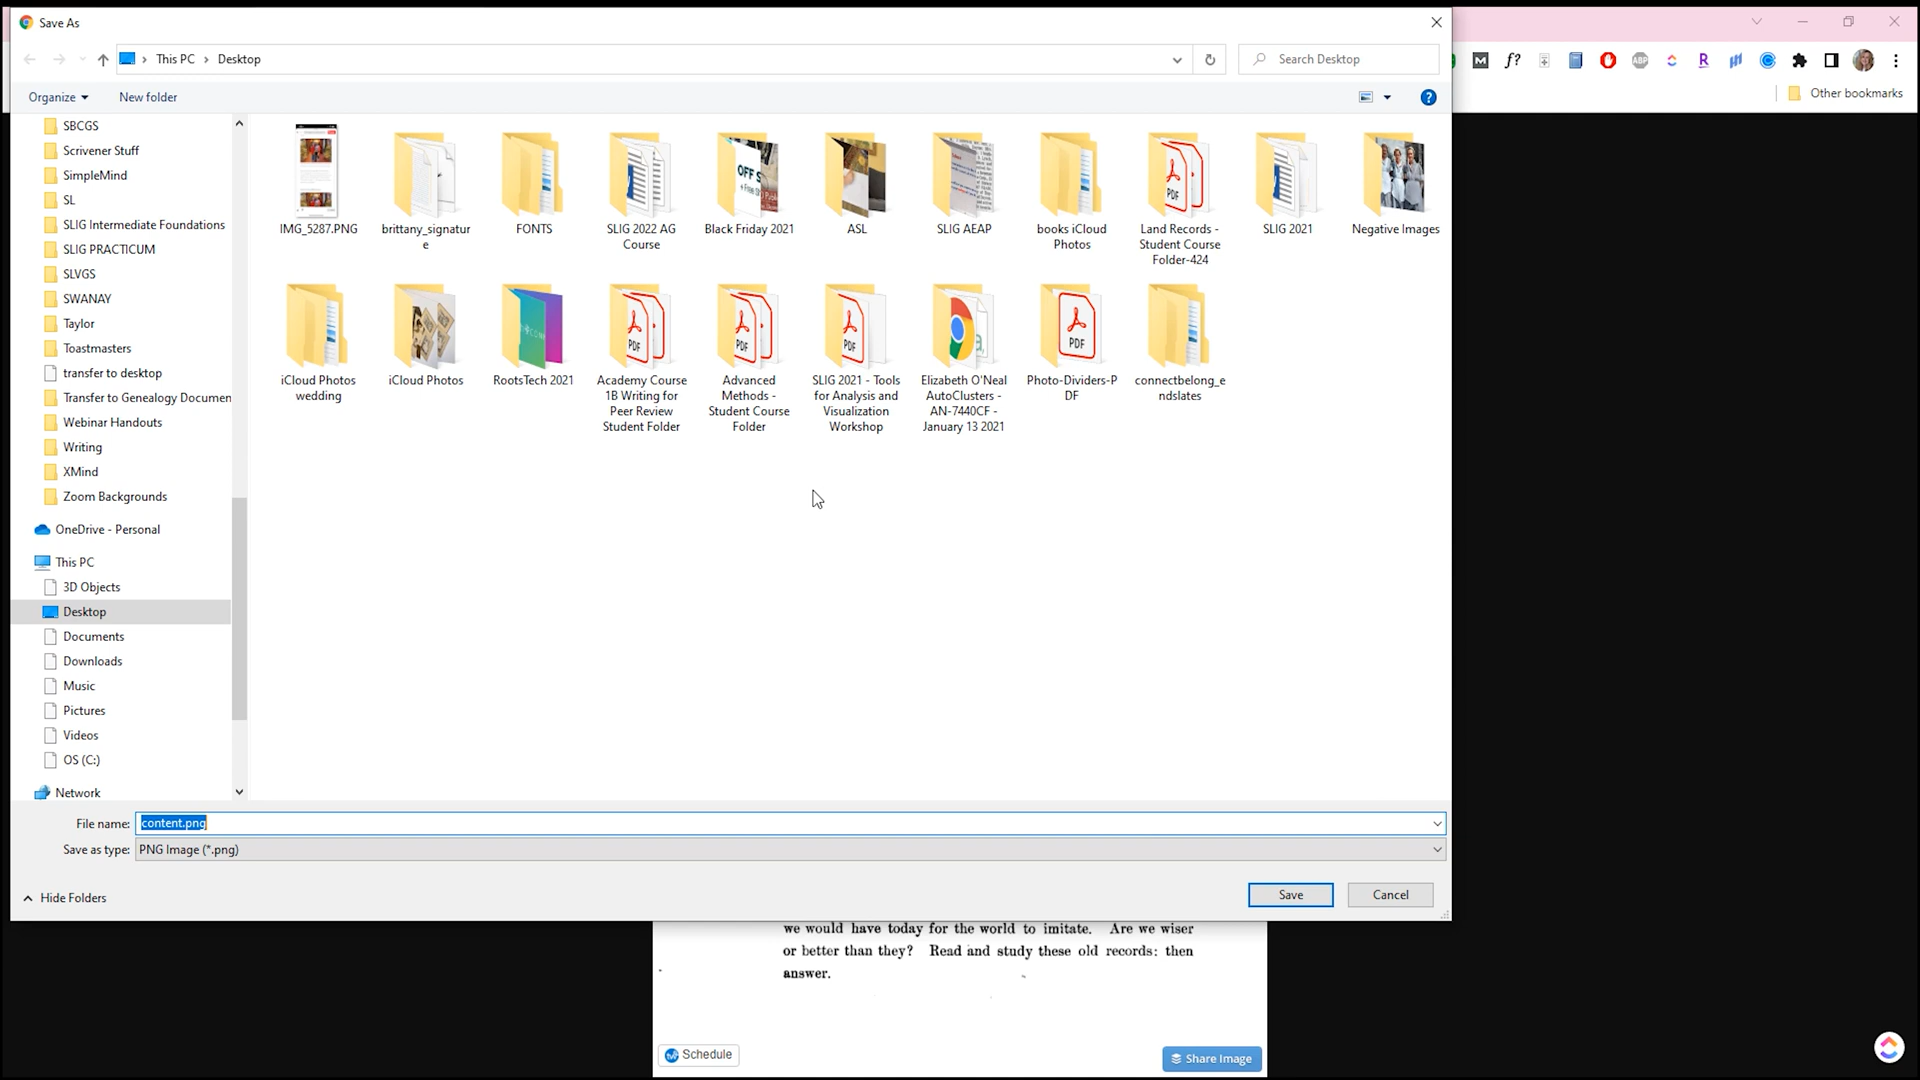 Save As
This PC
Desktop
Search Desktop
Organize
New folder
Other bookmarks
SBCGS
Scrivener Stuff
SimpleMind
SL
SLIG Intermediate Foundations
SLIG PRACTICUM
SLVGS
SWANAY
Taylor
Toastmasters
transfer to desktop
Transfer to Genealogy Documen
Webinar Handouts
Writing
XMind
Zoom Backgrounds
OneDrive - Personal
This PC
3D Objects
Desktop
Documents
Downloads
Music
Pictures
Videos
OS (C:)
Network
IMG_5287.PNG
brittany_signatur
e
FONTS
SLIG 2022 AG
Course
Black Friday 2021
ASL
SLIG AEAP
books iCloud
Photos
Land Records -
Student Course
Folder-424
SLIG 2021
Negative Images
iCloud Photos
wedding
iCloud Photos
RootsTech 2021
Academy Course
1B Writing for
Peer Review
Student Folder
Advanced
Methods -
Student Course
Folder
SLIG 2021 - Tools
for Analysis and
Visualization
Workshop
Elizabeth O'Neal
AutoClusters -
AN-7440CF -
January 13 2021
Photo-Dividers-P
DF
connectbelong_e
ndslates
File name: content.png
Save as type: PNG Image (*.png)
Hide Folders
Save
Cancel
we would have today for the world to imitate. Are we wiser
or better than they? Read and study these old records: then
answer.
Schedule
Share Image